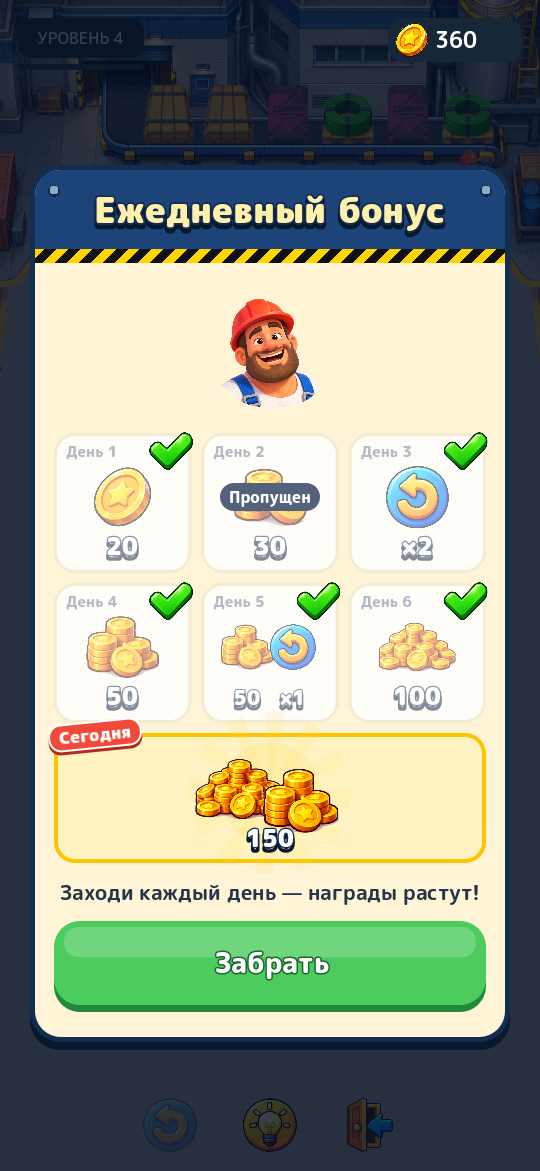 УРОВЕНЬ 4
360
Ежедневный бонус
День 1
День 2
День 3
Пропущен
20
30
x2
День 4
День 5
День 6
50
50 x1
100
Сегодня
150
Заходи каждый день — награды растут!
Забрать